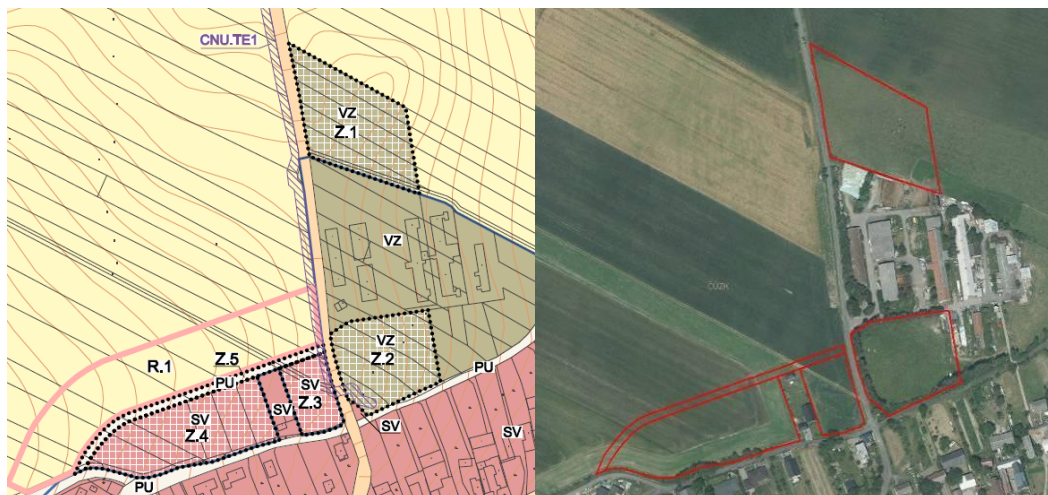 CNU.TE1
VZ
Z.1
VZ
VZ
Z.2
R.1
Z.5
PU
PU
SV
Z.3
SV
SV
Z.4
SV
SV
PU
ČÚZK